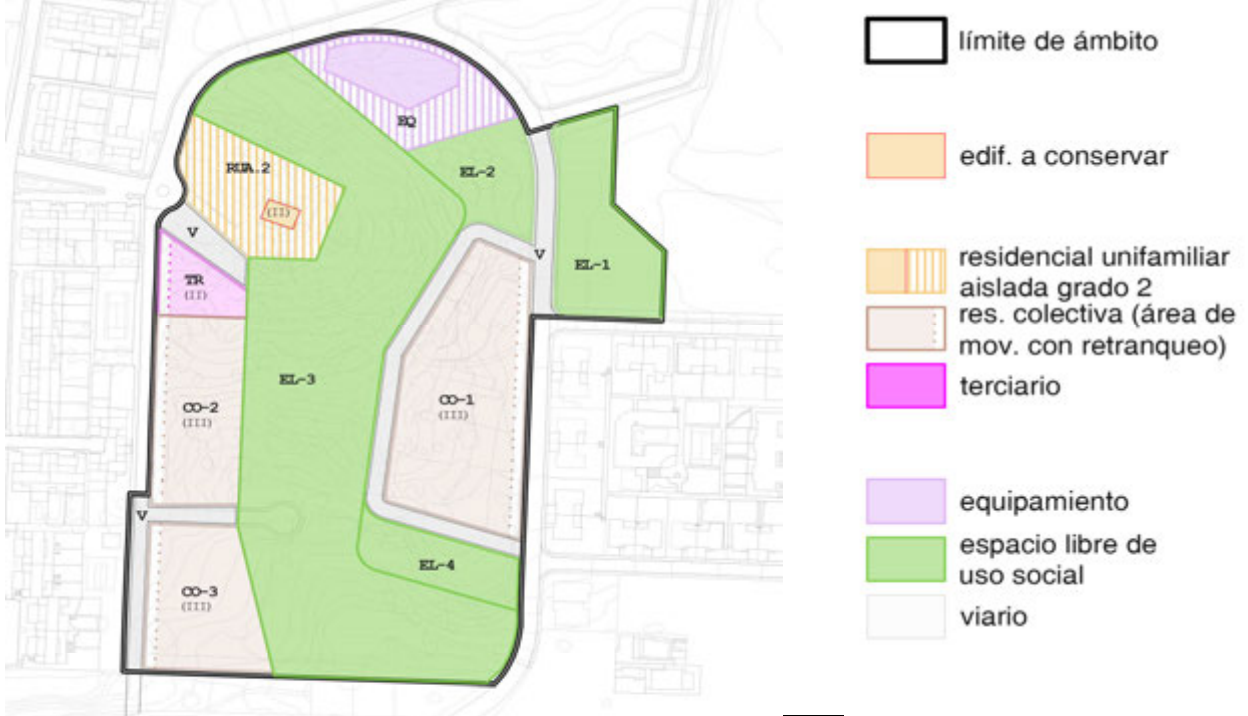 EQ
RUA.2
(II)
EL-2
V
V
EL-1
TR
(II)
EL-3
CO-2
(III)
CO-1
(III)
V
EL-4
CO-3
(III)
límite de ámbito
edif. a conservar
residencial unifamiliar
aislada grado 2
res. colectiva (área de
mov. con retranqueo)
terciario
equipamiento
espacio libre de
uso social
viario